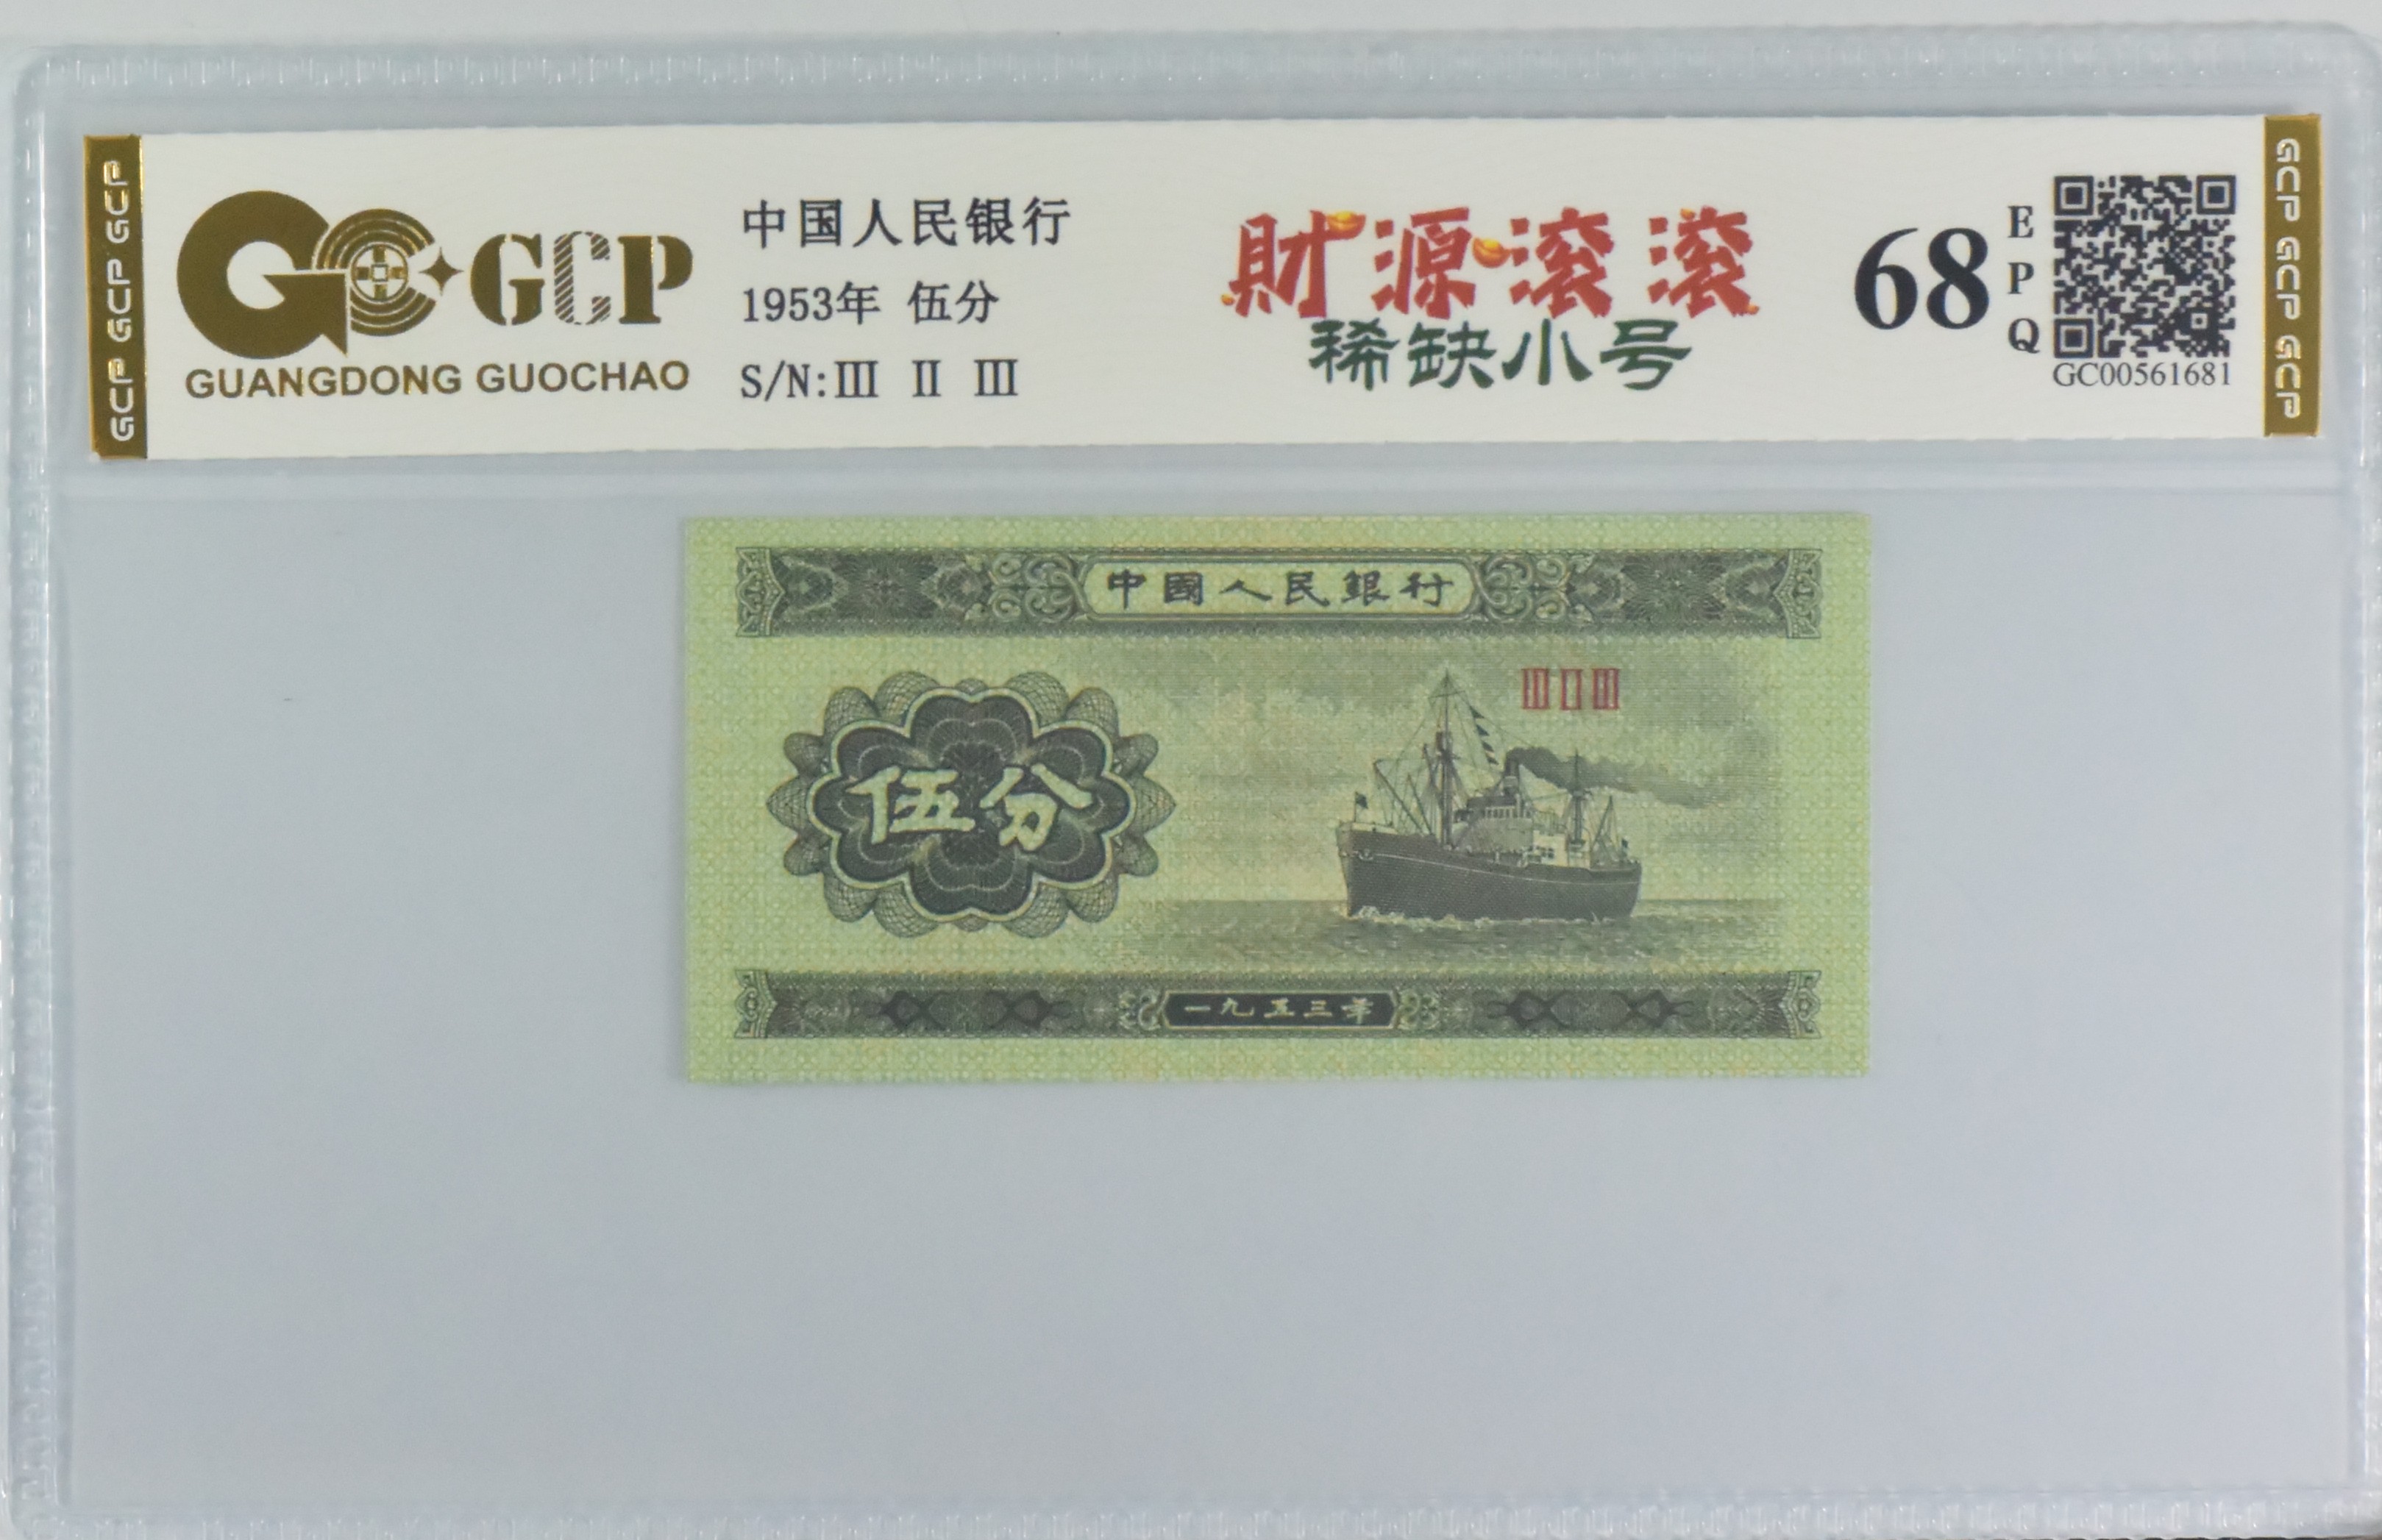 GCP GCP GCP
GCP
GUANGDONG GUOCHAO
中国人民银行
1953年 伍分
S/N:Ⅲ Ⅱ Ⅲ
財源滚滚
稀缺小号
68
EPQ
GC00561681
GCP GCP GCP
中國人民銀行
ⅢⅡⅢ
伍分
一九五三年